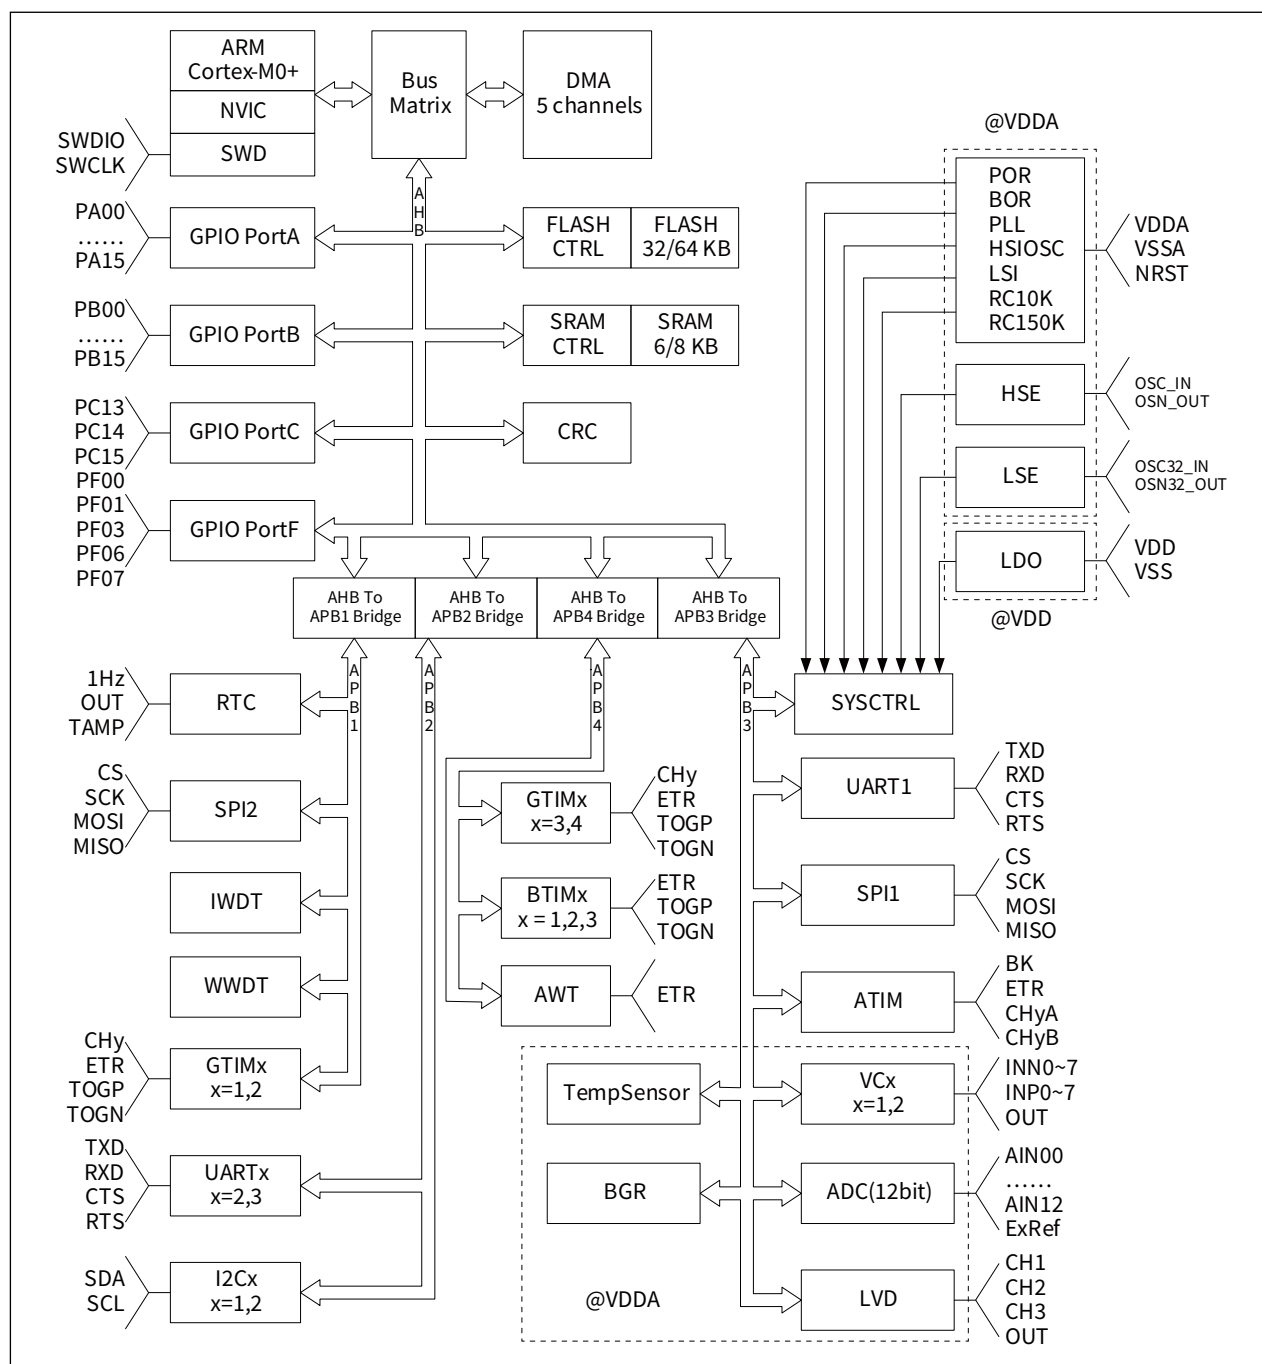 ARM
Cortex-M0+
NVIC
SWD
SWDIO
SWCLK
Bus
Matrix
DMA
5 channels
AHB
PA00
......
PA15
GPIO PortA
FLASH
CTRL
FLASH
32/64 KB
PB00
......
PB15
GPIO PortB
SRAM
CTRL
SRAM
6/8 KB
PC13
PC14
PC15
GPIO PortC
CRC
PF00
PF01
PF03
PF06
PF07
GPIO PortF
@VDDA
POR
BOR
PLL
HSIOSC
LSI
RC10K
RC150K
VDDA
VSSA
NRST
HSE
OSC_IN
OSN_OUT
LSE
OSC32_IN
OSN32_OUT
LDO
VDD
VSS
@VDD
AHB To
APB1 Bridge
AHB To
APB2 Bridge
AHB To
APB4 Bridge
AHB To
APB3 Bridge
APB1
APB2
APB4
APB3
1Hz
OUT
TAMP
RTC
CS
SCK
MOSI
MISO
SPI2
IWDT
WWDT
CHy
ETR
TOGP
TOGN
GTIMx
x=1,2
TXD
RXD
CTS
RTS
UARTx
x=2,3
SDA
SCL
I2Cx
x=1,2
GTIMx
x=3,4
CHy
ETR
TOGP
TOGN
BTIMx
x = 1,2,3
ETR
TOGP
TOGN
AWT
ETR
SYSCTRL
UART1
TXD
RXD
CTS
RTS
SPI1
CS
SCK
MOSI
MISO
ATIM
BK
ETR
CHyA
CHyB
TempSensor
VCx
x=1,2
INN0~7
INP0~7
OUT
BGR
ADC(12bit)
AIN00
......
AIN12
ExRef
@VDDA
LVD
CH1
CH2
CH3
OUT